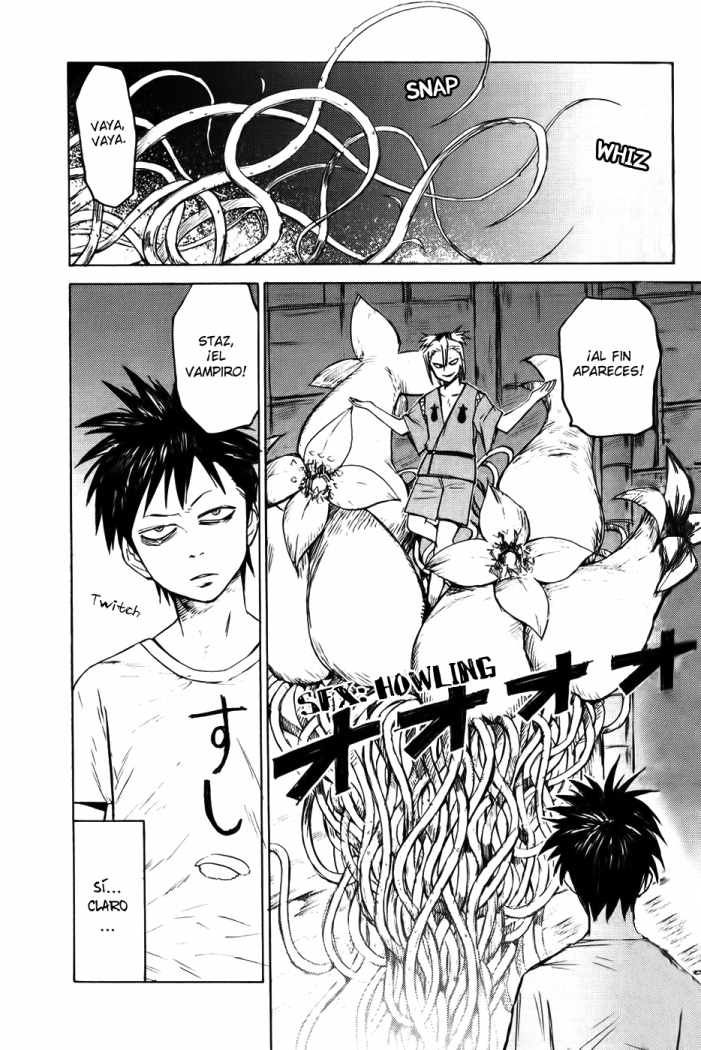 VAYA,
VAYA.
SNAP
WHIZ
¡AL FIN
APARECES!
SFX: HOWLING
オオオオ
STAZ,
¡EL
VAMPIRO!
Twitch
すし
SÍ...
CLARO
...